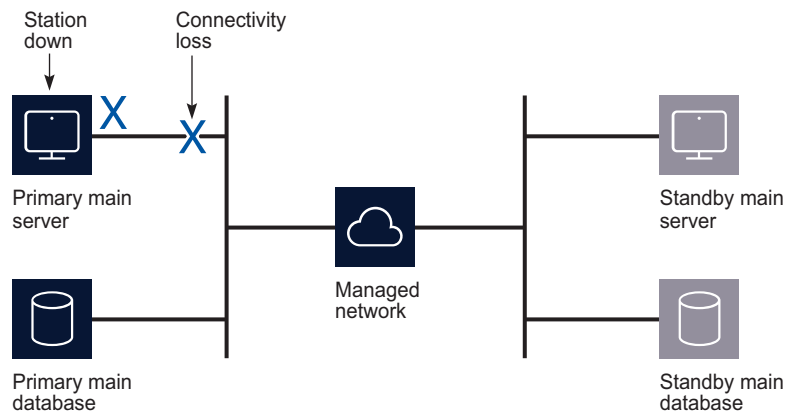 Station
down
Connectivity
loss
X
X
Primary main
server
Standby main
server
Managed
network
Primary main
database
Standby main
database